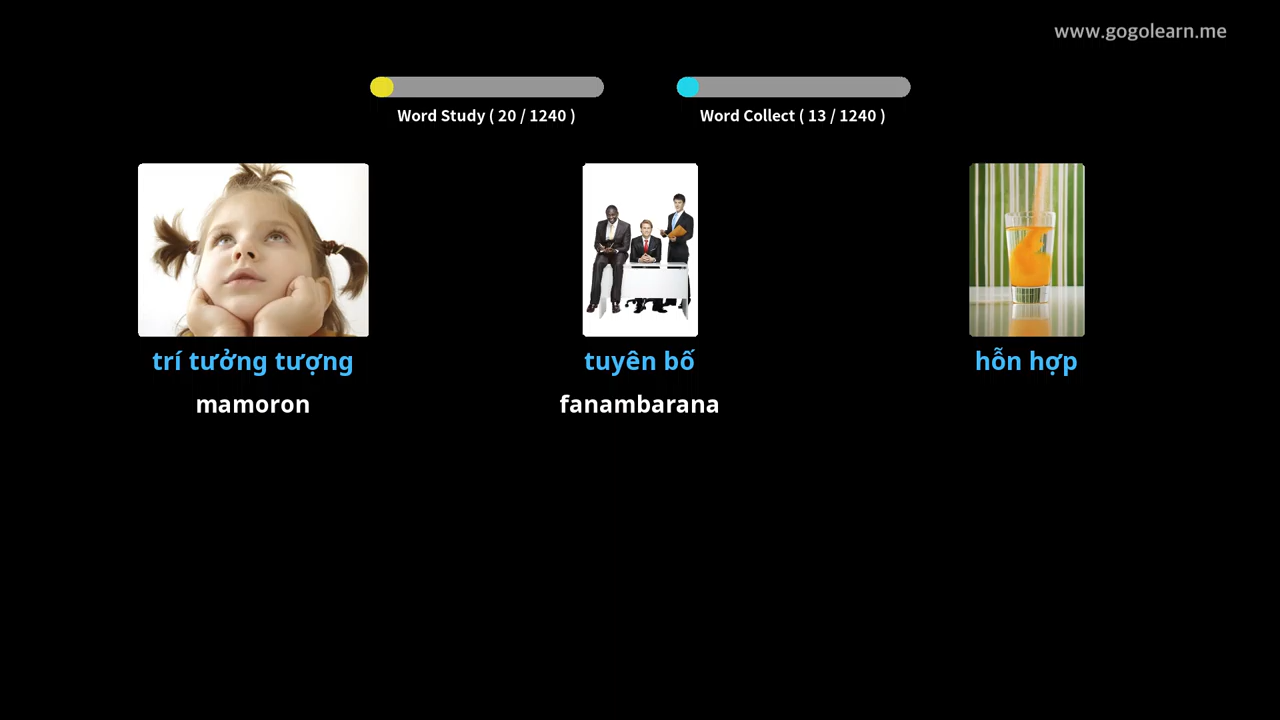 www.gogolearn.me
Word Study ( 20 / 1240 )
Word Collect ( 13 / 1240 )
trí tưởng tượng
tuyên bố
hỗn hợp
mamoron
fanambarana